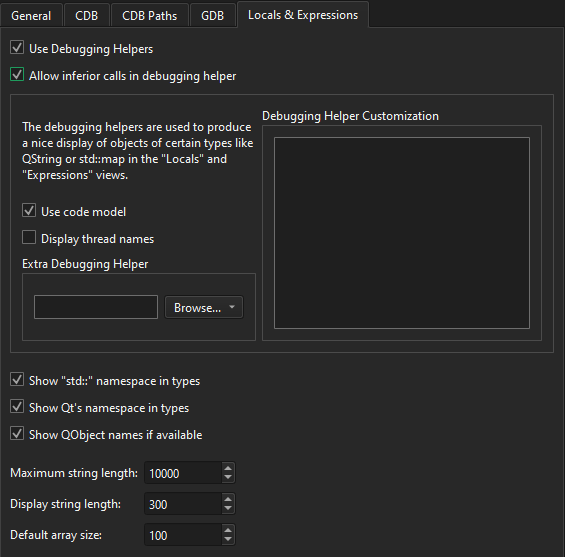 General
CDB
CDB Paths
GDB
Locals & Expressions
Use Debugging Helpers
Allow inferior calls in debugging helper
The debugging helpers are used to produce
a nice display of objects of certain types like
QString or std::map in the "Locals" and
"Expressions" views.
Use code model
Display thread names
Extra Debugging Helper
Browse...
Debugging Helper Customization
Show "std::" namespace in types
Show Qt's namespace in types
Show QObject names if available
Maximum string length: 10000
Display string length: 300
Default array size: 100